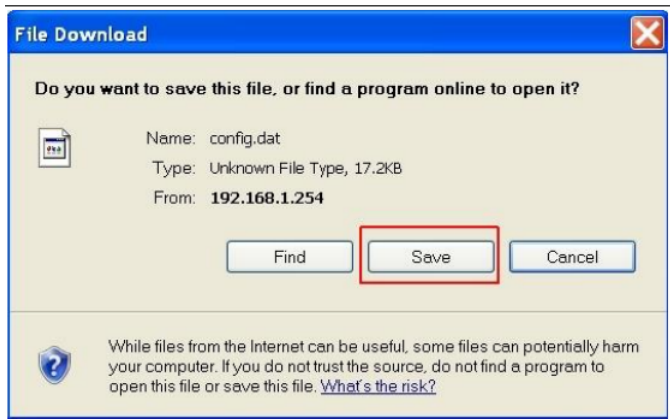 File Download
Do you want to save this file, or find a program online to open it?
Name: config.dat
Type: Unknown File Type, 17.2KB
From: 192.168.1.254
Find Save Cancel
While files from the Internet can be useful, some files can potentially harm
your computer. If you do not trust the source, do not find a program to
open this file or save this file. What's the risk?